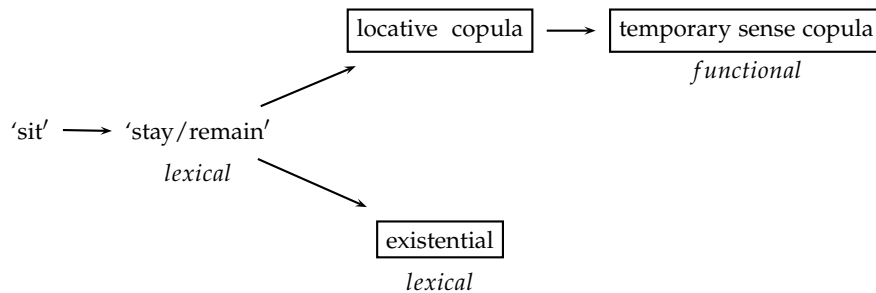 locative copula
temporary sense copula
functional
‘sit′
‘stay/remain′
lexical
existential
lexical